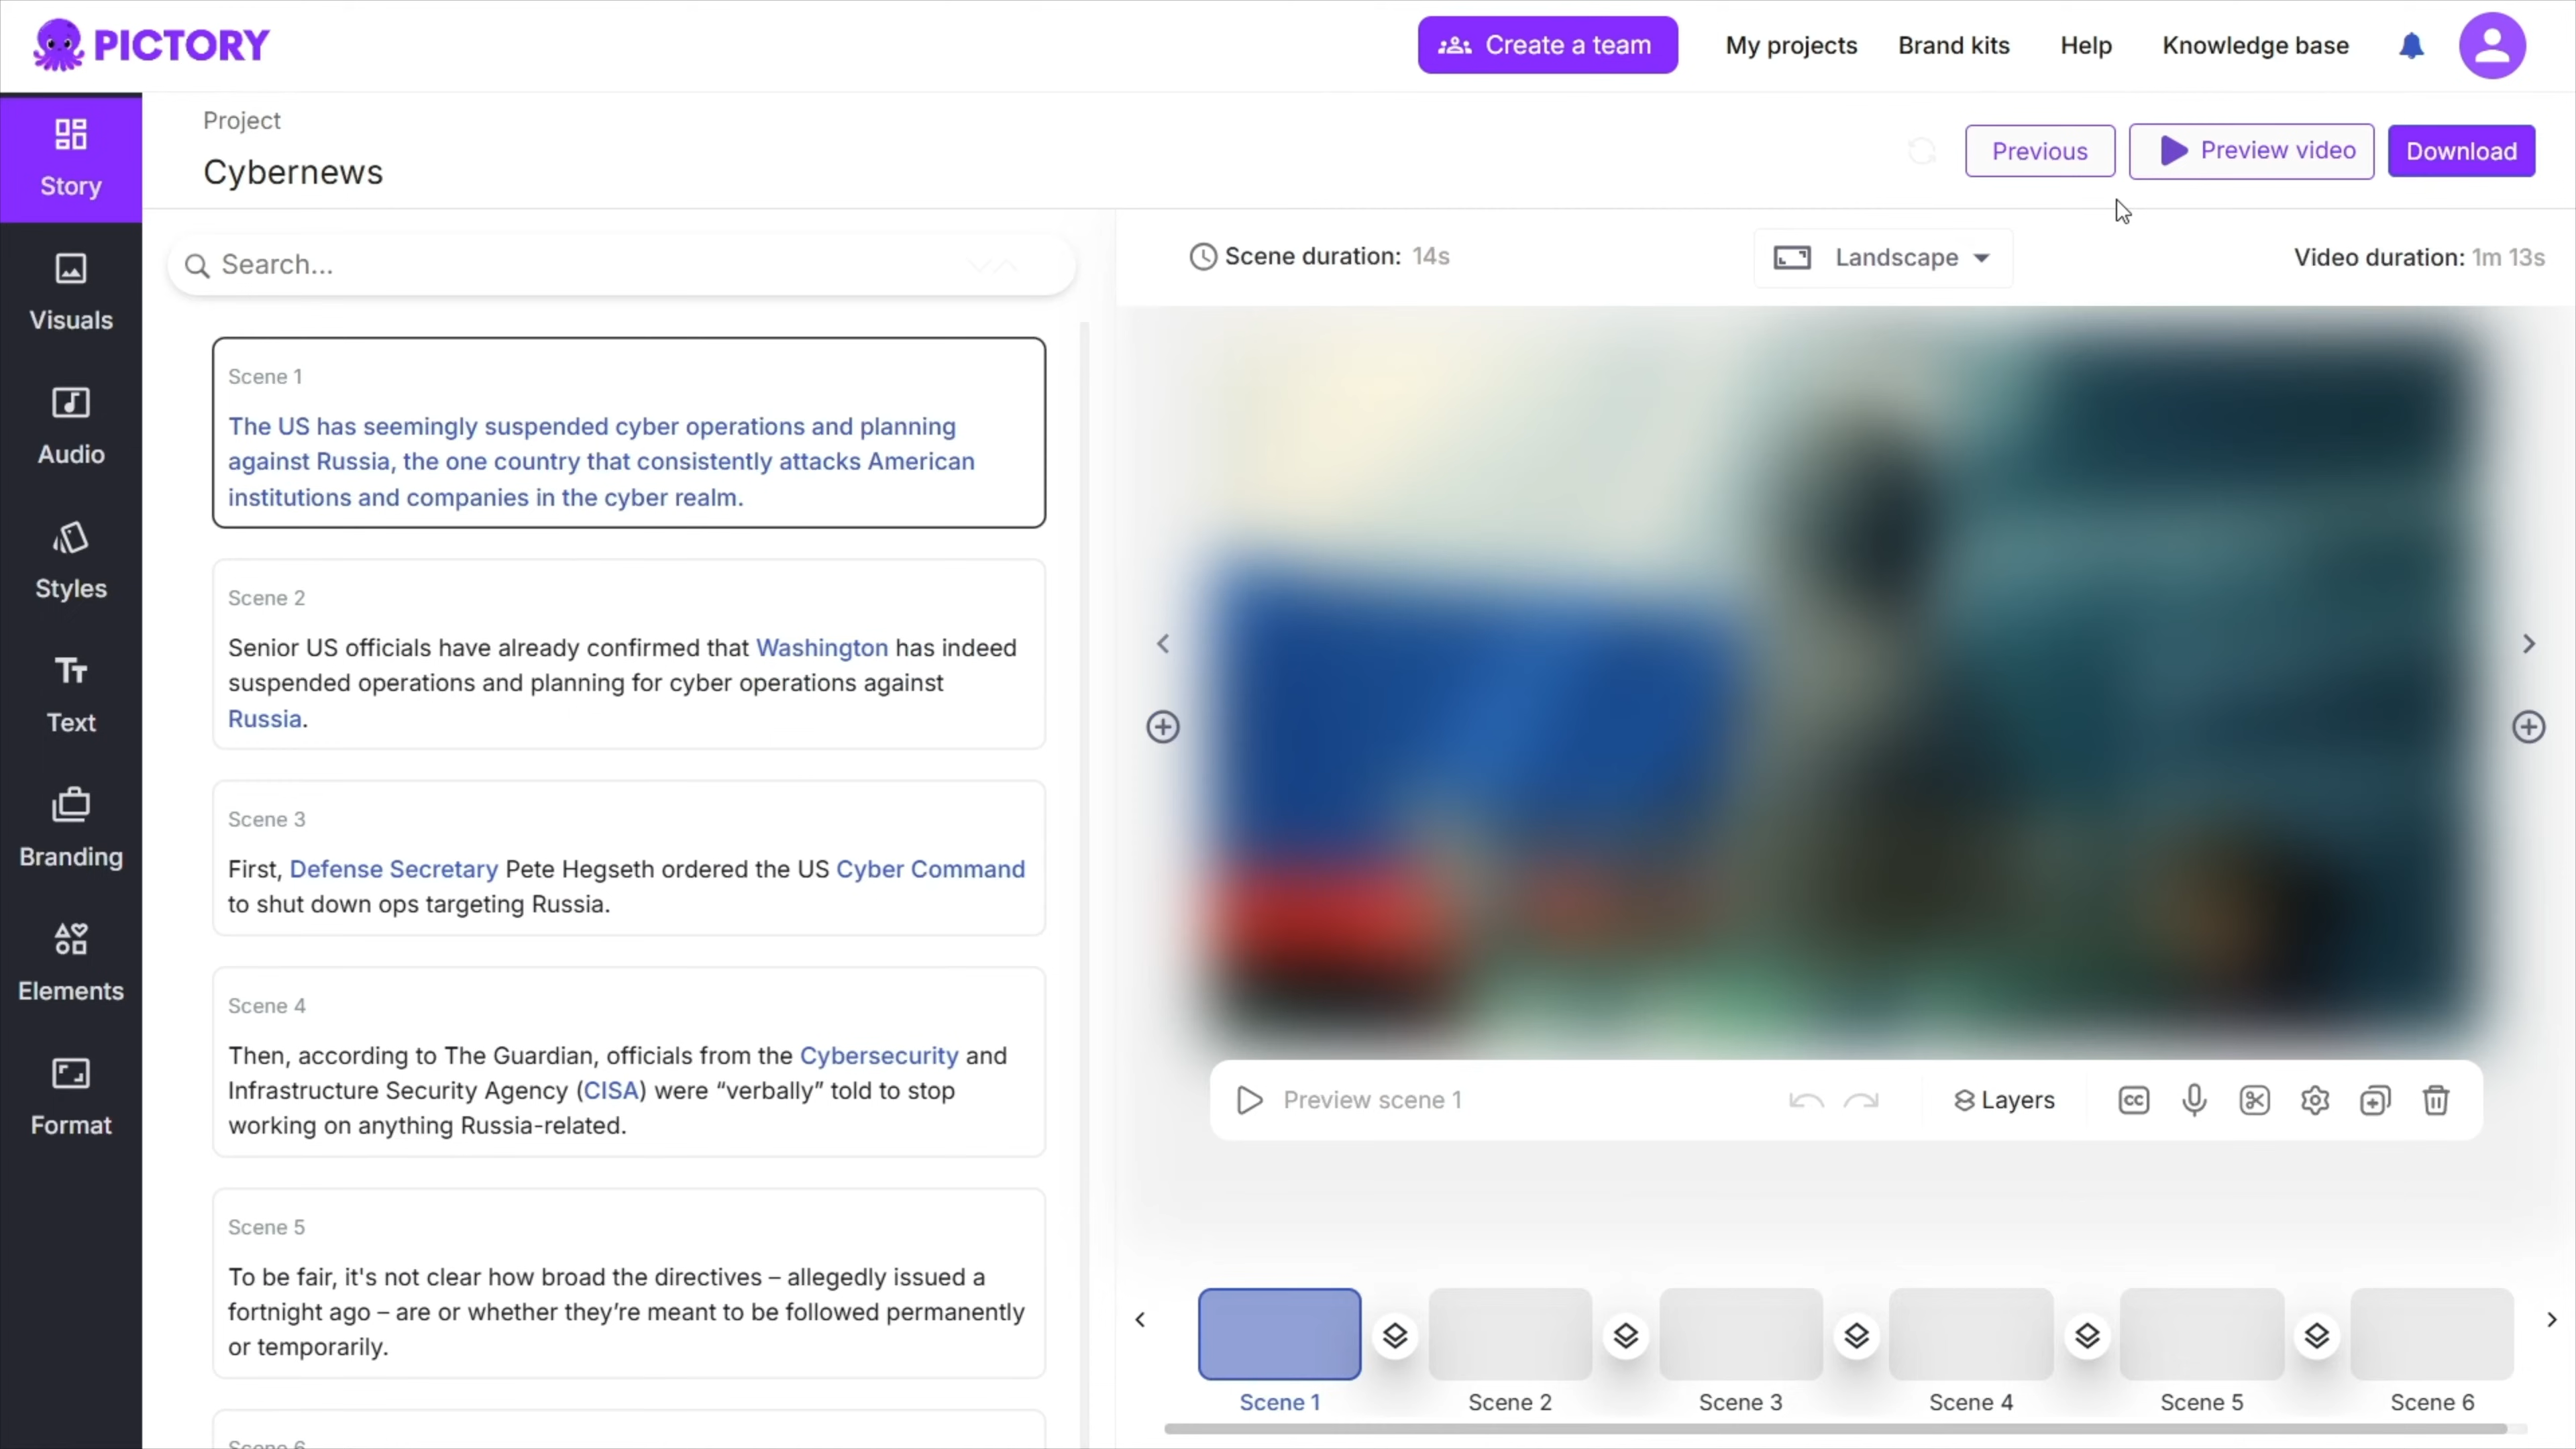 PICTORY
Create a team
My projects
Brand kits
Help
Knowledge base
Story
Visuals
Audio
Styles
Text
Branding
Elements
Format
Project
Cybernews
Previous
Preview video
Download
Search...
Scene 1
The US has seemingly suspended cyber operations and planning
against Russia, the one country that consistently attacks American
institutions and companies in the cyber realm.
Scene 2
Senior US officials have already confirmed that Washington has indeed
suspended operations and planning for cyber operations against
Russia.
Scene 3
First, Defense Secretary Pete Hegseth ordered the US Cyber Command
to shut down ops targeting Russia.
Scene 4
Then, according to The Guardian, officials from the Cybersecurity and
Infrastructure Security Agency (CISA) were “verbally” told to stop
working on anything Russia-related.
Scene 5
To be fair, it's not clear how broad the directives – allegedly issued a
fortnight ago – are or whether they’re meant to be followed permanently
or temporarily.
Scene 6
Scene duration: 14s
Landscape
Video duration: 1m 13s
Preview scene 1
Layers
CC
Scene 1
Scene 2
Scene 3
Scene 4
Scene 5
Scene 6